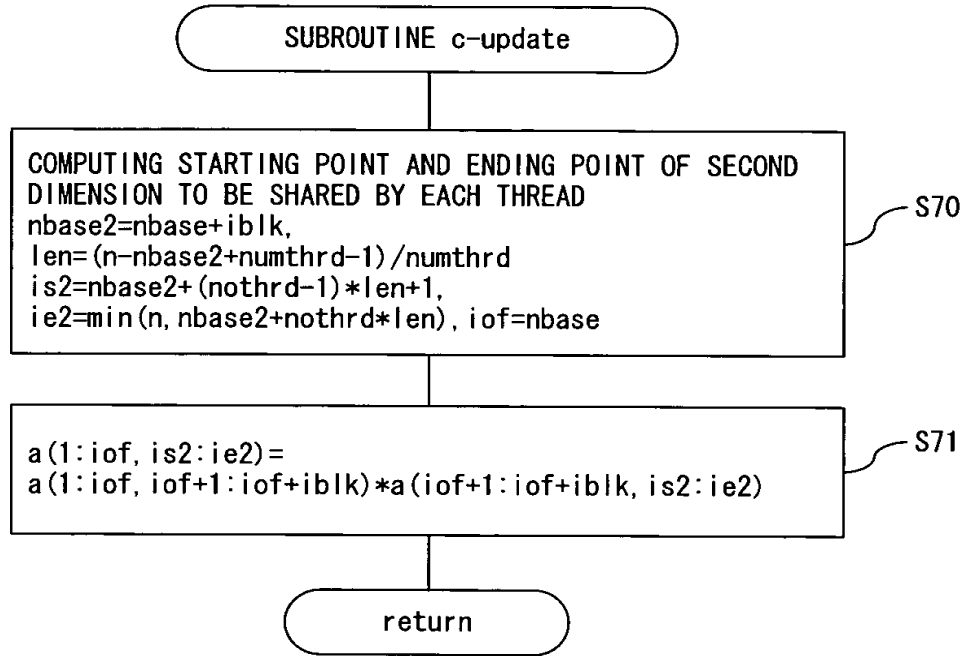 SUBROUTINE c-update
COMPUTING STARTING POINT AND ENDING POINT OF SECOND
DIMENSION TO BE SHARED BY EACH THREAD
nbase2=nbase+iblk,
len=(n-nbase2+numthrd-1)/numthrd
is2=nbase2+(nothrd-1)*len+1,
ie2=min(n,nbase2+nothrd*len),iof=nbase
S70
a(1:iof,is2:ie2)=
a(1:iof,iof+1:iof+iblk)*a(iof+1:iof+iblk,is2:ie2)
S71
return